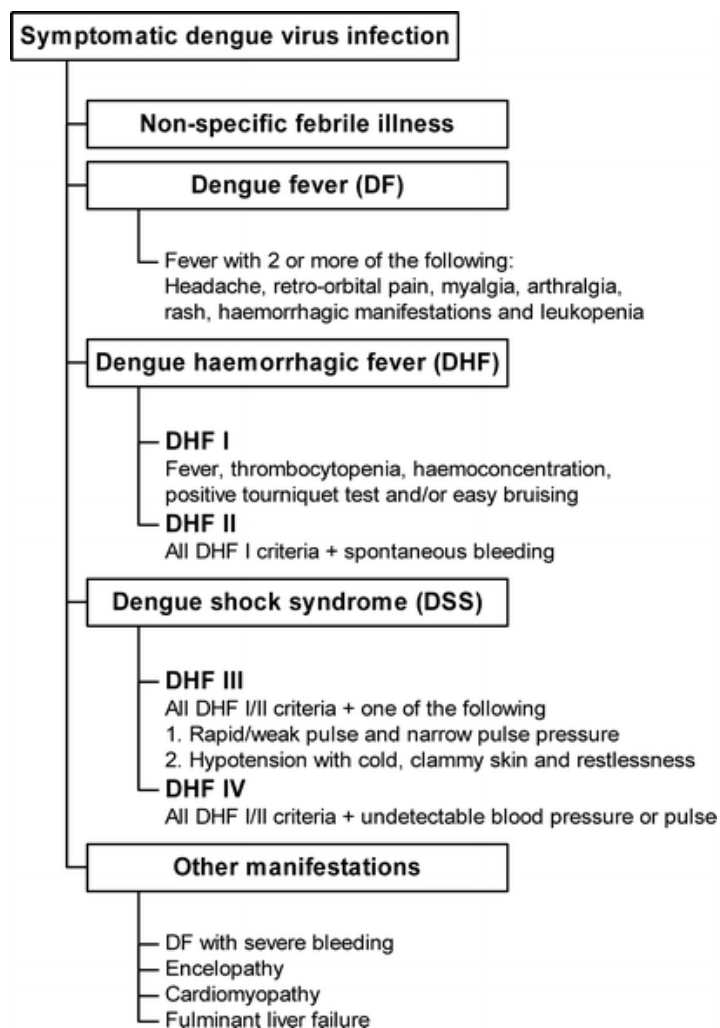 Symptomatic dengue virus infection
Non-specific febrile illness
Dengue fever (DF)
Fever with 2 or more of the following:
Headache, retro-orbital pain, myalgia, arthralgia,
rash, haemorrhagic manifestations and leukopenia
Dengue haemorrhagic fever (DHF)
DHF I
Fever, thrombocytopenia, haemoconcentration,
positive tourniquet test and/or easy bruising
DHF II
All DHF I criteria + spontaneous bleeding
Dengue shock syndrome (DSS)
DHF III
All DHF I/II criteria + one of the following
1. Rapid/weak pulse and narrow pulse pressure
2. Hypotension with cold, clammy skin and restlessness
DHF IV
All DHF I/II criteria + undetectable blood pressure or pulse
Other manifestations
DF with severe bleeding
Encelopathy
Cardiomyopathy
Fulminant liver failure